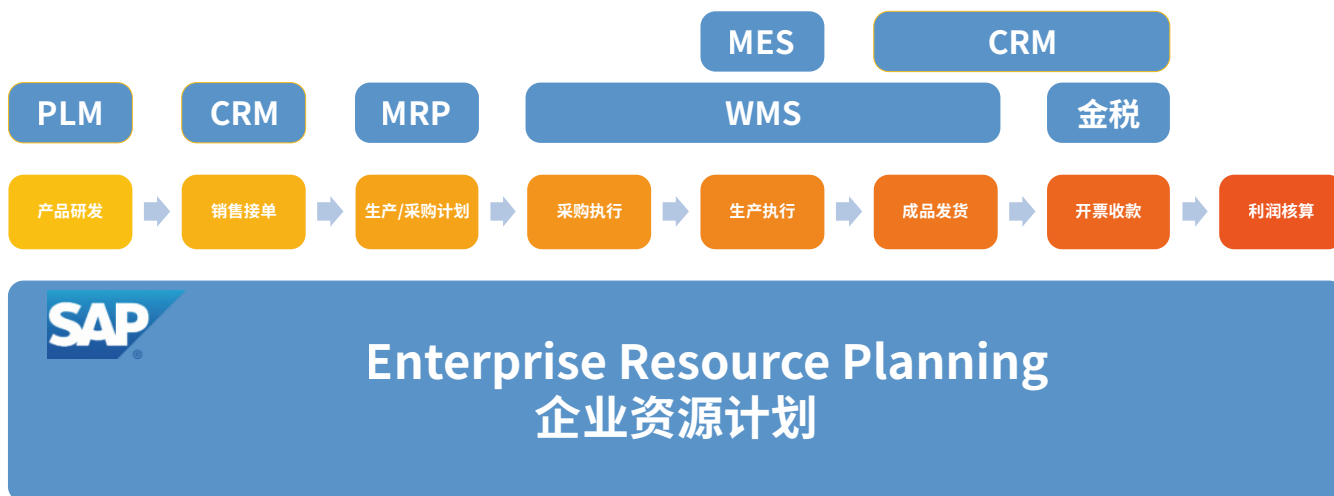 MES
CRM
PLM
CRM
MRP
WMS
金税
产品研发
销售接单
生产/采购计划
采购执行
生产执行
成品发货
开票收款
利润核算
SAP
®
Enterprise Resource Planning
企业资源计划